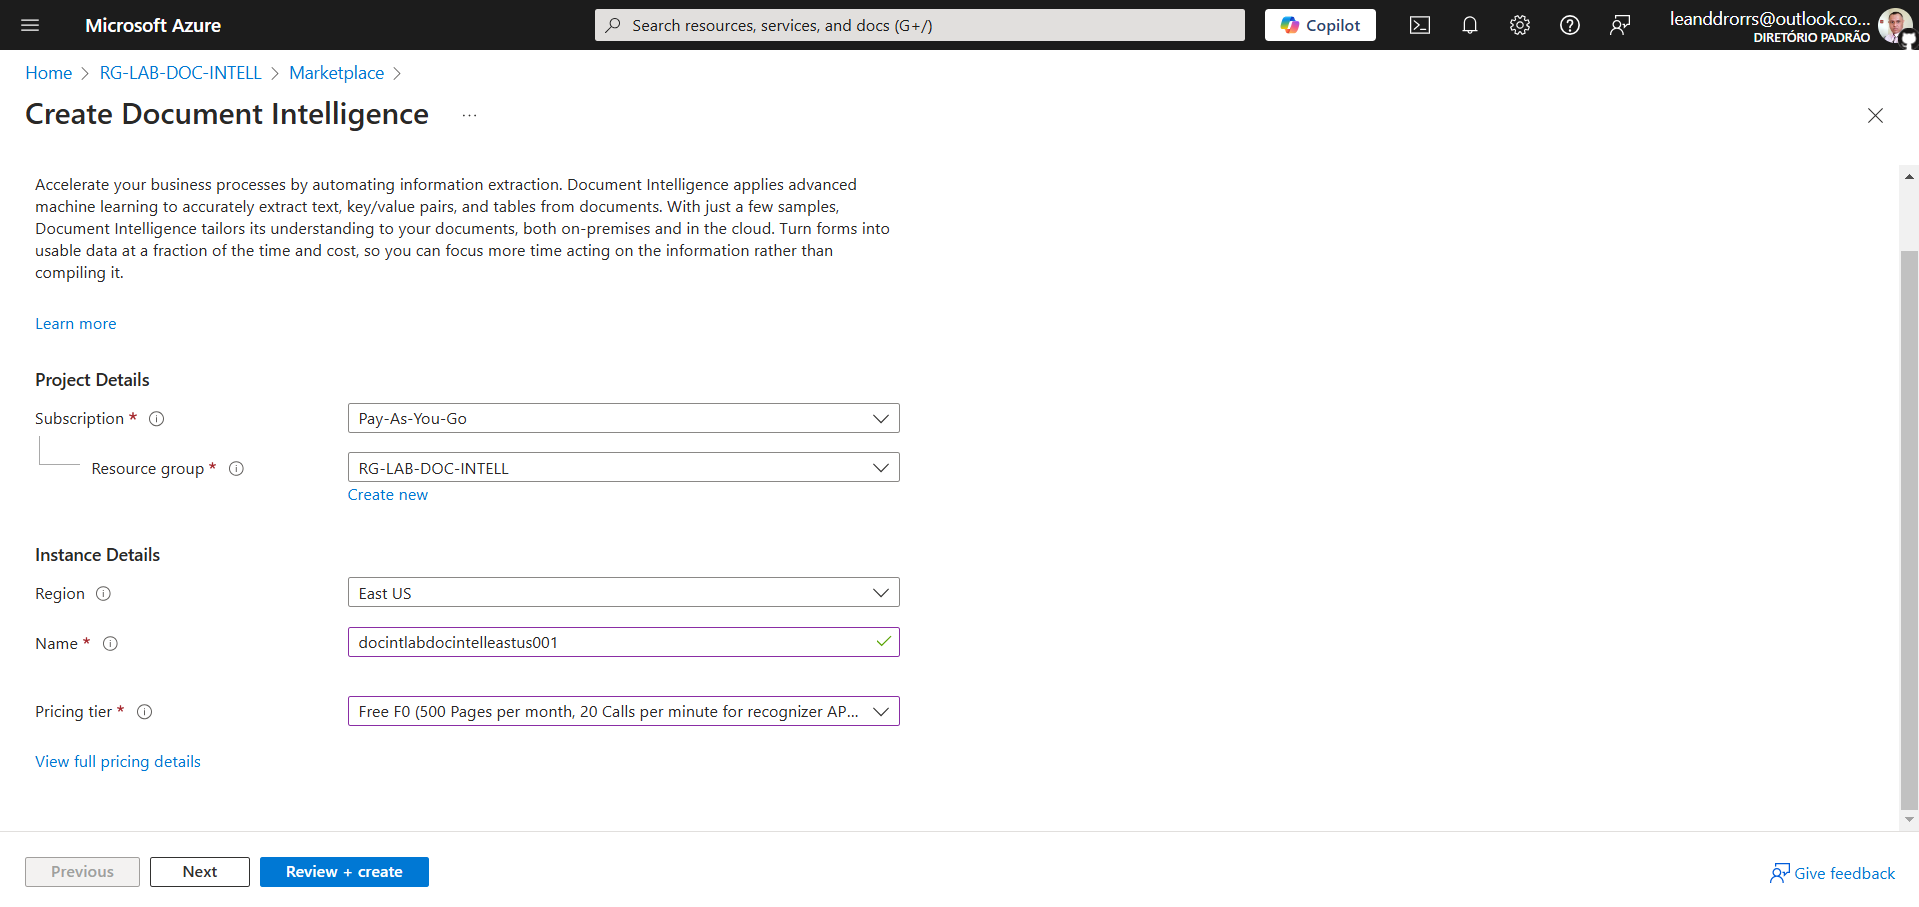 Microsoft Azure
Search resources, services, and docs (G+/)
Copilot
leanddrorrs@outlook.co...
DIRETÓRIO PADRÃO
Home > RG-LAB-DOC-INTELL > Marketplace >
Create Document Intelligence ...
Accelerate your business processes by automating information extraction. Document Intelligence applies advanced
machine learning to accurately extract text, key/value pairs, and tables from documents. With just a few samples,
Document Intelligence tailors its understanding to your documents, both on-premises and in the cloud. Turn forms into
usable data at a fraction of the time and cost, so you can focus more time acting on the information rather than
compiling it.
Learn more
Project Details
Subscription *
Pay-As-You-Go
Resource group *
RG-LAB-DOC-INTELL
Create new
Instance Details
Region
East US
Name *
docintlabdocintelleastus001
Pricing tier *
Free F0 (500 Pages per month, 20 Calls per minute for recognizer AP...
View full pricing details
Previous
Next
Review + create
Give feedback